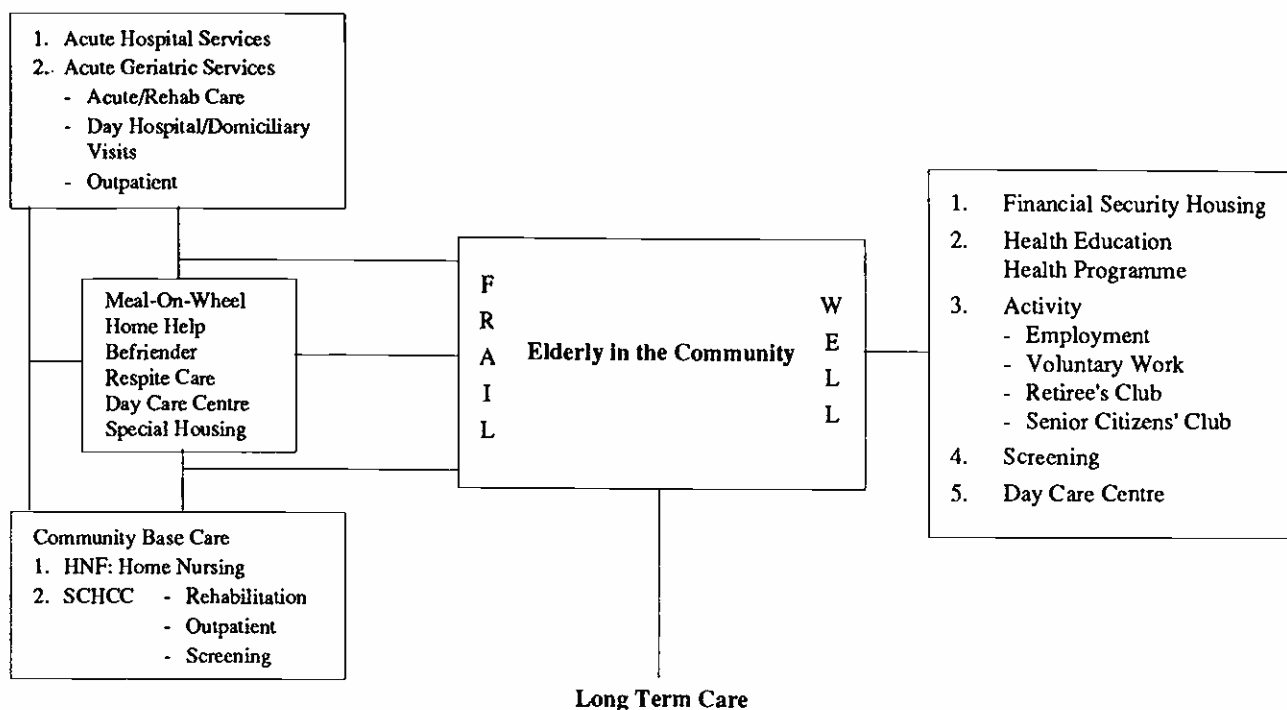 1. Acute Hospital Services
2. Acute Geriatric Services
- Acute/Rehab Care
- Day Hospital/Domiciliary
Visits
- Outpatient
Meal-On-Wheel
Home Help
Befriender
Respite Care
Day Care Centre
Special Housing
Community Base Care
1. HNF: Home Nursing
2. SCHCC - Rehabilitation
- Outpatient
- Screening
F
R
A
I
L
Elderly in the Community
W
E
L
L
Long Term Care
1. Financial Security Housing
2. Health Education
Health Programme
3. Activity
- Employment
- Voluntary Work
- Retiree's Club
- Senior Citizens' Club
4. Screening
5. Day Care Centre